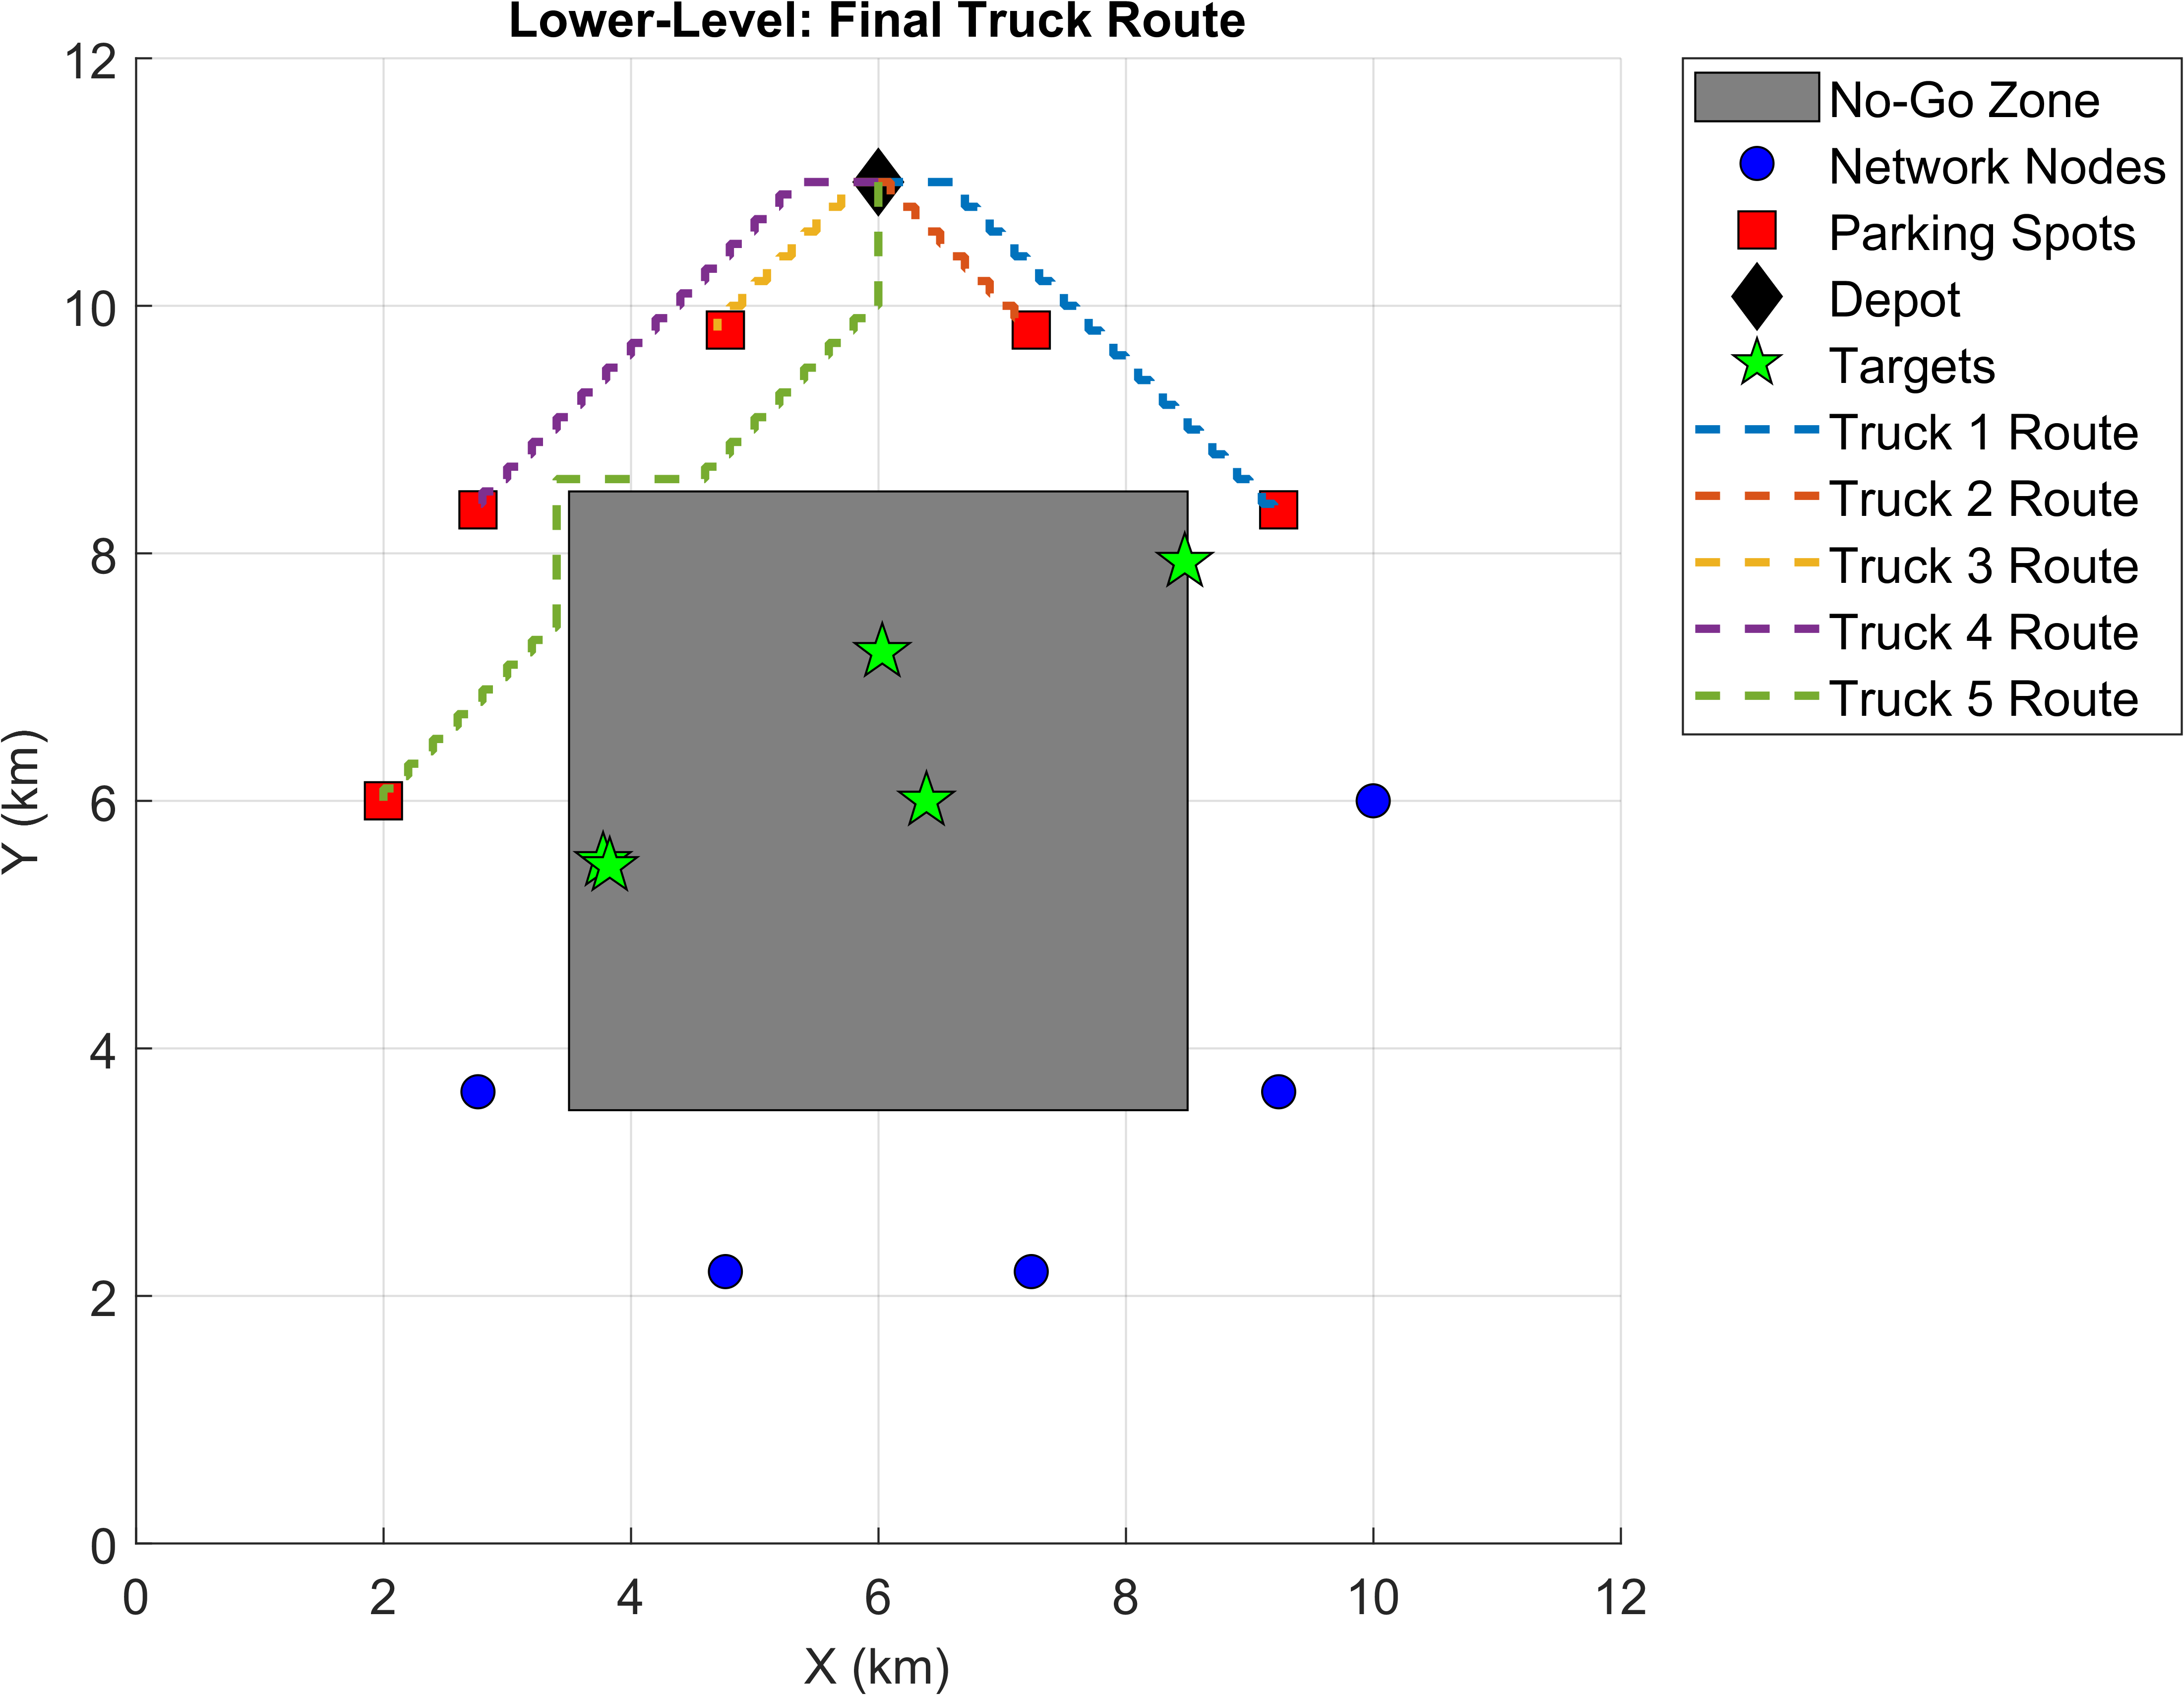 Lower-Level: Final Truck Route
12
10
8
6
4
2
0
0 2 4 6 8 10 12
X (km)
Y (km)
No-Go Zone
Network Nodes
Parking Spots
Depot
Targets
Truck 1 Route
Truck 2 Route
Truck 3 Route
Truck 4 Route
Truck 5 Route